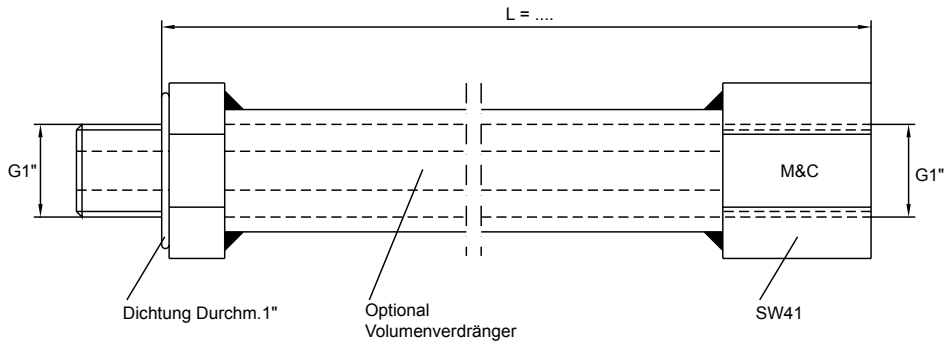 L = ....
G1"
M&C
G1"
Dichtung Durchm.1"
Optional
Volumenverdränger
SW41